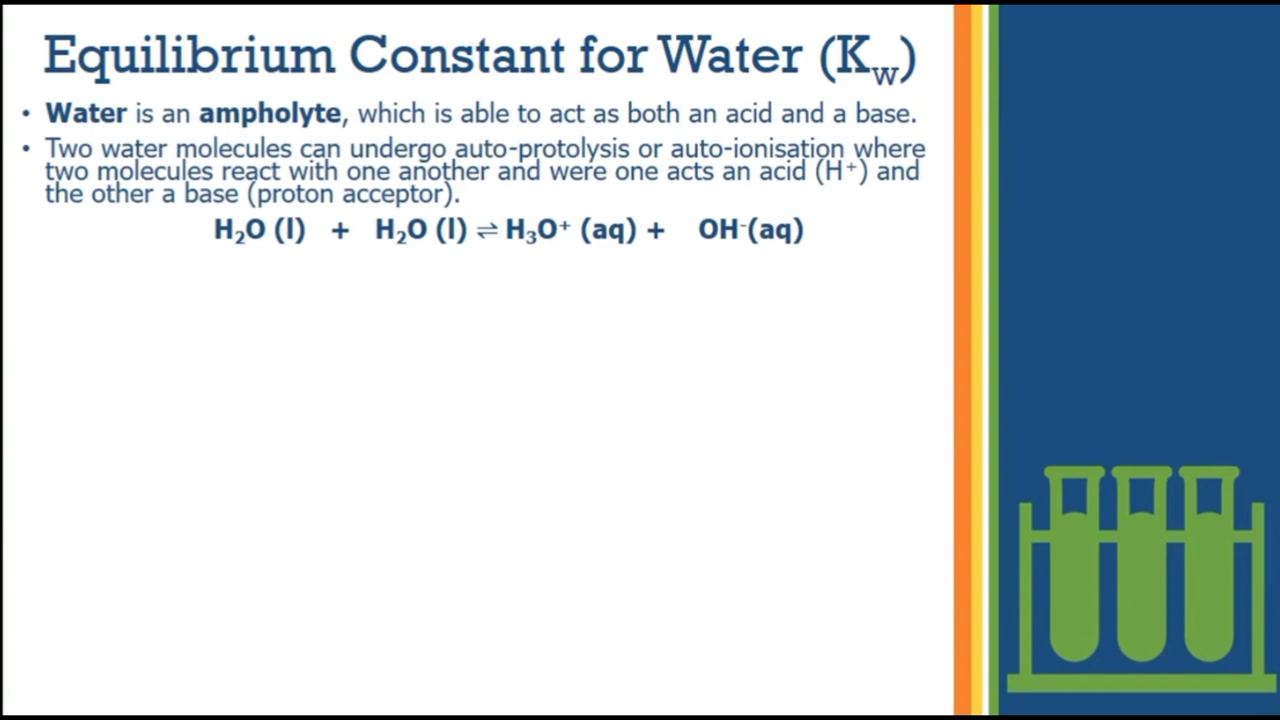 Equilibrium Constant for Water (Kw)
• Water is an ampholyte, which is able to act as both an acid and a base.
• Two water molecules can undergo auto-protolysis or auto-ionisation where
two molecules react with one another and were one acts an acid (H⁺) and
the other a base (proton acceptor).
H₂O (l) + H₂O (l) ⇌ H₃O⁺ (aq) + OH⁻(aq)